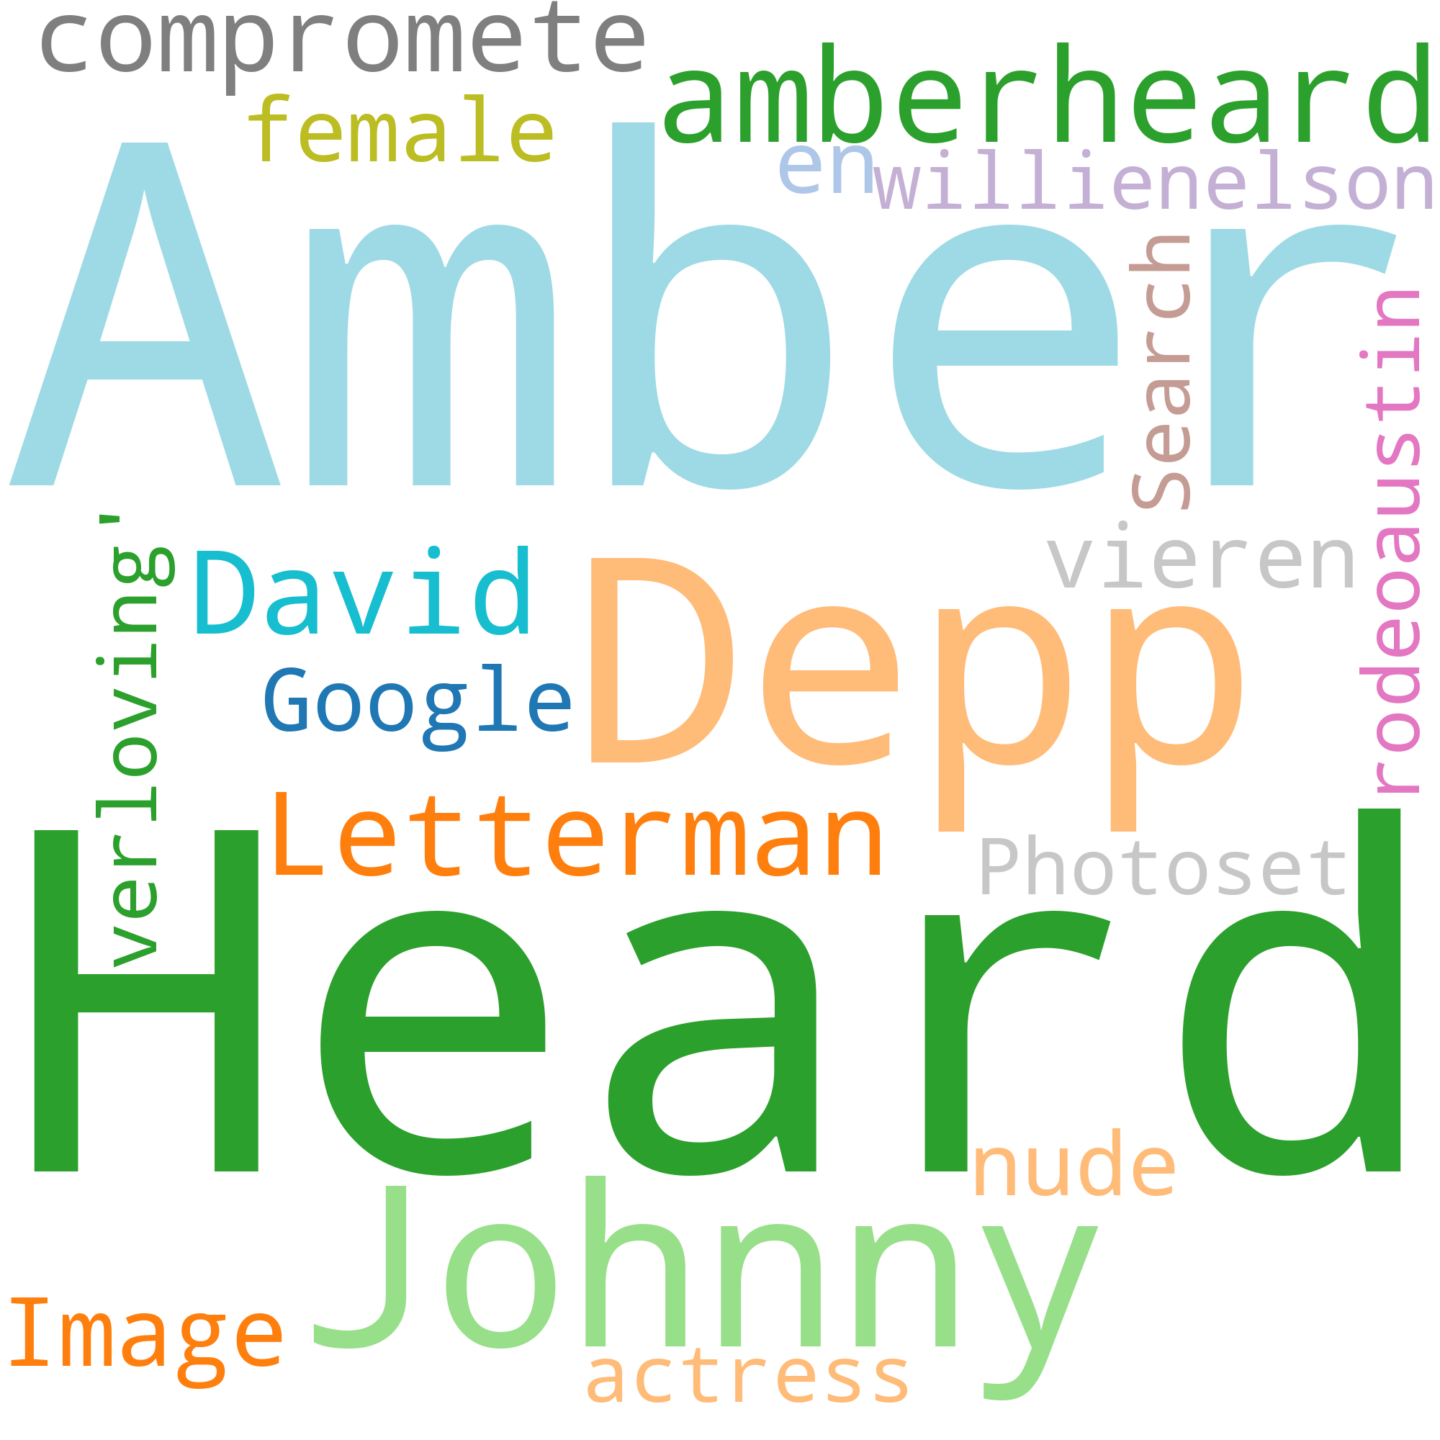 compromete
amberheard
female
en
willienelson
Amber
Search
rodeoaustin
verloving'
David
vieren
Depp
Google
Letterman
Photoset
Heard
nude
Johnny
Image
actress